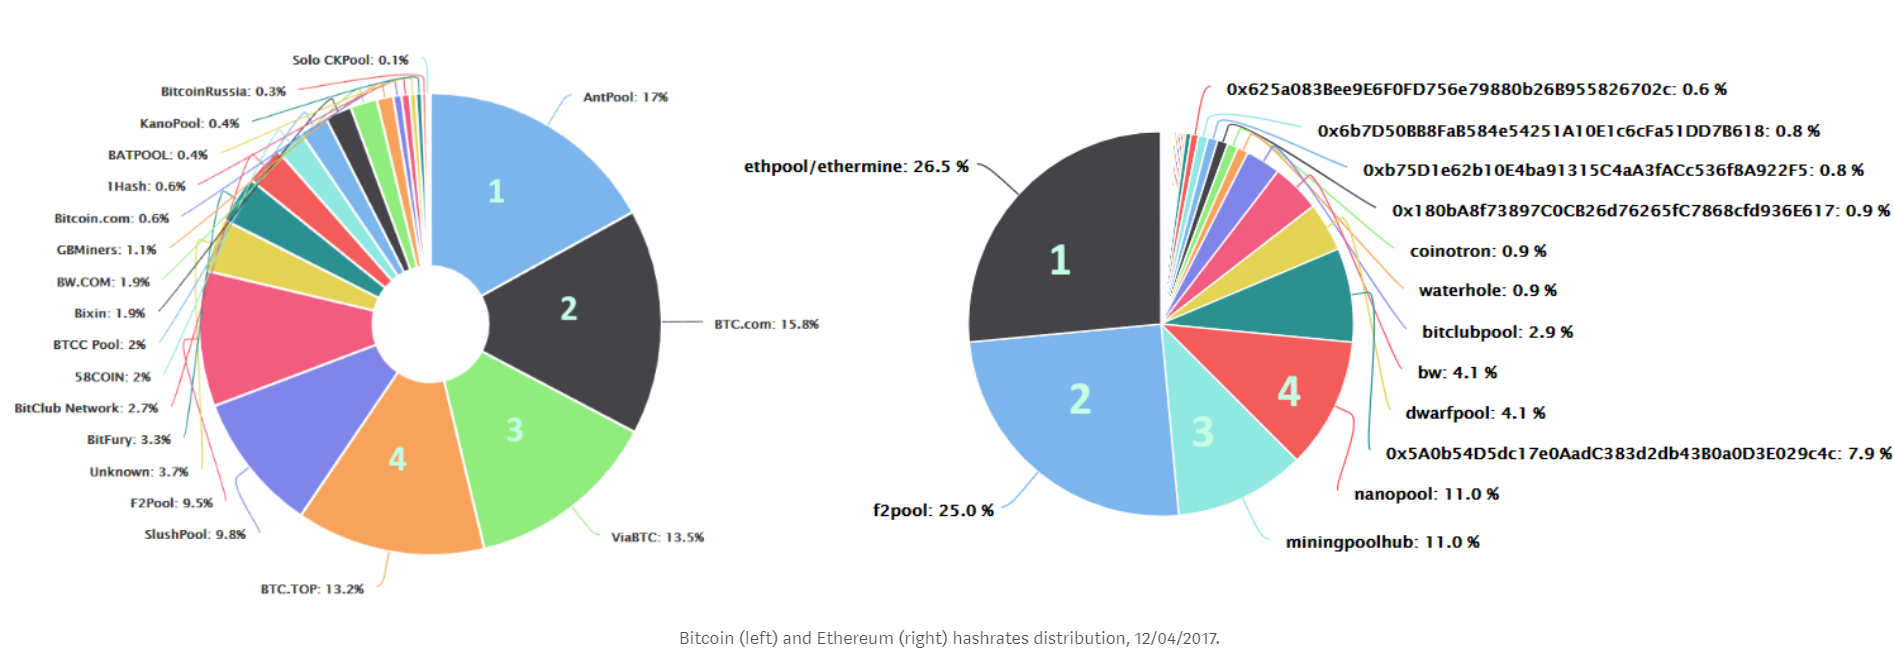 Solo CKPool: 0.1%
BitcoinRussia: 0.3%
KanoPool: 0.4%
BATPOOL: 0.4%
1Hash: 0.6%
Bitcoin.com: 0.6%
GBMiners: 1.1%
BW.COM: 1.9%
Bixin: 1.9%
BTCC Pool: 2%
58COIN: 2%
BitClub Network: 2.7%
BitFury: 3.3%
Unknown: 3.7%
F2Pool: 9.5%
SlushPool: 9.8%
BTC.TOP: 13.2%
ViaBTC: 13.5%
BTC.com: 15.8%
AntPool: 17%
1
2
3
4
ethpool/ethermine: 26.5 %
f2pool: 25.0 %
1
2
3
4
0x625a083Bee9E6F0FD756e79880b26B955826702c: 0.6 %
0x6b7D50BB8FaB584e54251A10E1c6cFa51DD7B618: 0.8 %
0xb75D1e62b10E4ba91315C4aA3fACc536f8A922F5: 0.8 %
0x180bA8f73897C0CB26d76265fC7868cfd936E617: 0.9 %
coinotron: 0.9 %
waterhole: 0.9 %
bitclubpool: 2.9 %
bw: 4.1 %
dwarfpool: 4.1 %
0x5A0b54D5dc17e0AadC383d2db43B0a0D3E029c4c: 7.9 %
nanopool: 11.0 %
miningpoolhub: 11.0 %
Bitcoin (left) and Ethereum (right) hashrates distribution, 12/04/2017.